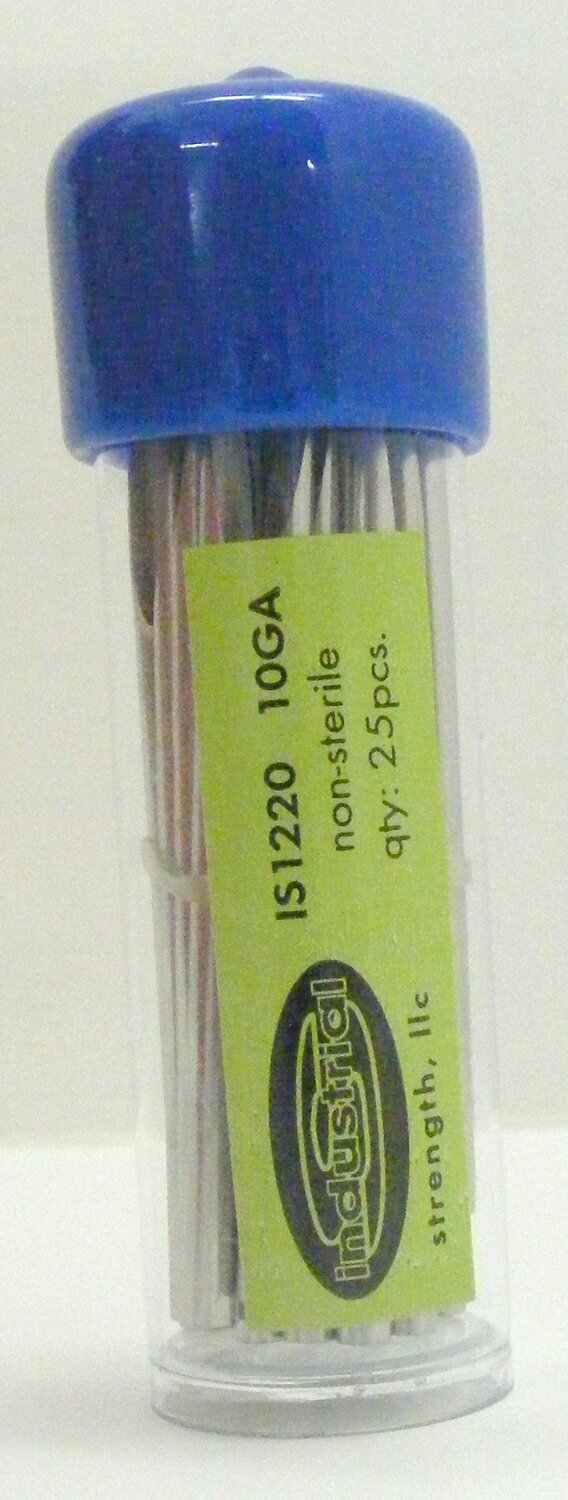 IS1220 10GA
non-sterile
qty: 25pcs.
industrial
strength, llc